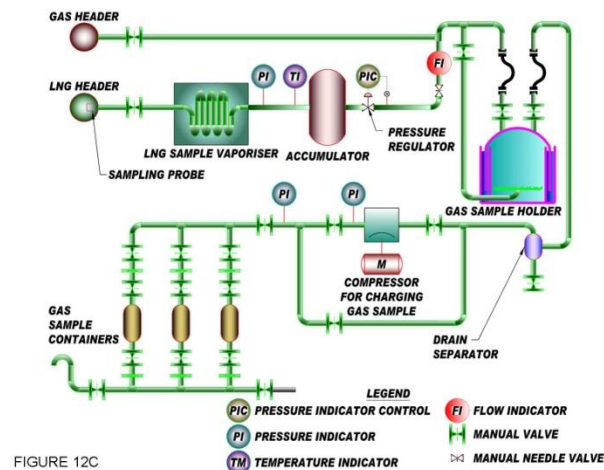 GAS HEADER
LNG HEADER
PI
TI
PIC
FI
LNG SAMPLE VAPORISER
ACCUMULATOR
PRESSURE
REGULATOR
SAMPLING PROBE
GAS SAMPLE HOLDER
PI
PI
M
COMPRESSOR
FOR CHARGING
GAS SAMPLE
GAS
SAMPLE
CONTAINERS
DRAIN
SEPARATOR
LEGEND
PIC PRESSURE INDICATOR CONTROL
FI FLOW INDICATOR
PI PRESSURE INDICATOR
MANUAL VALVE
TM TEMPERATURE INDICATOR
MANUAL NEEDLE VALVE
FIGURE 12C